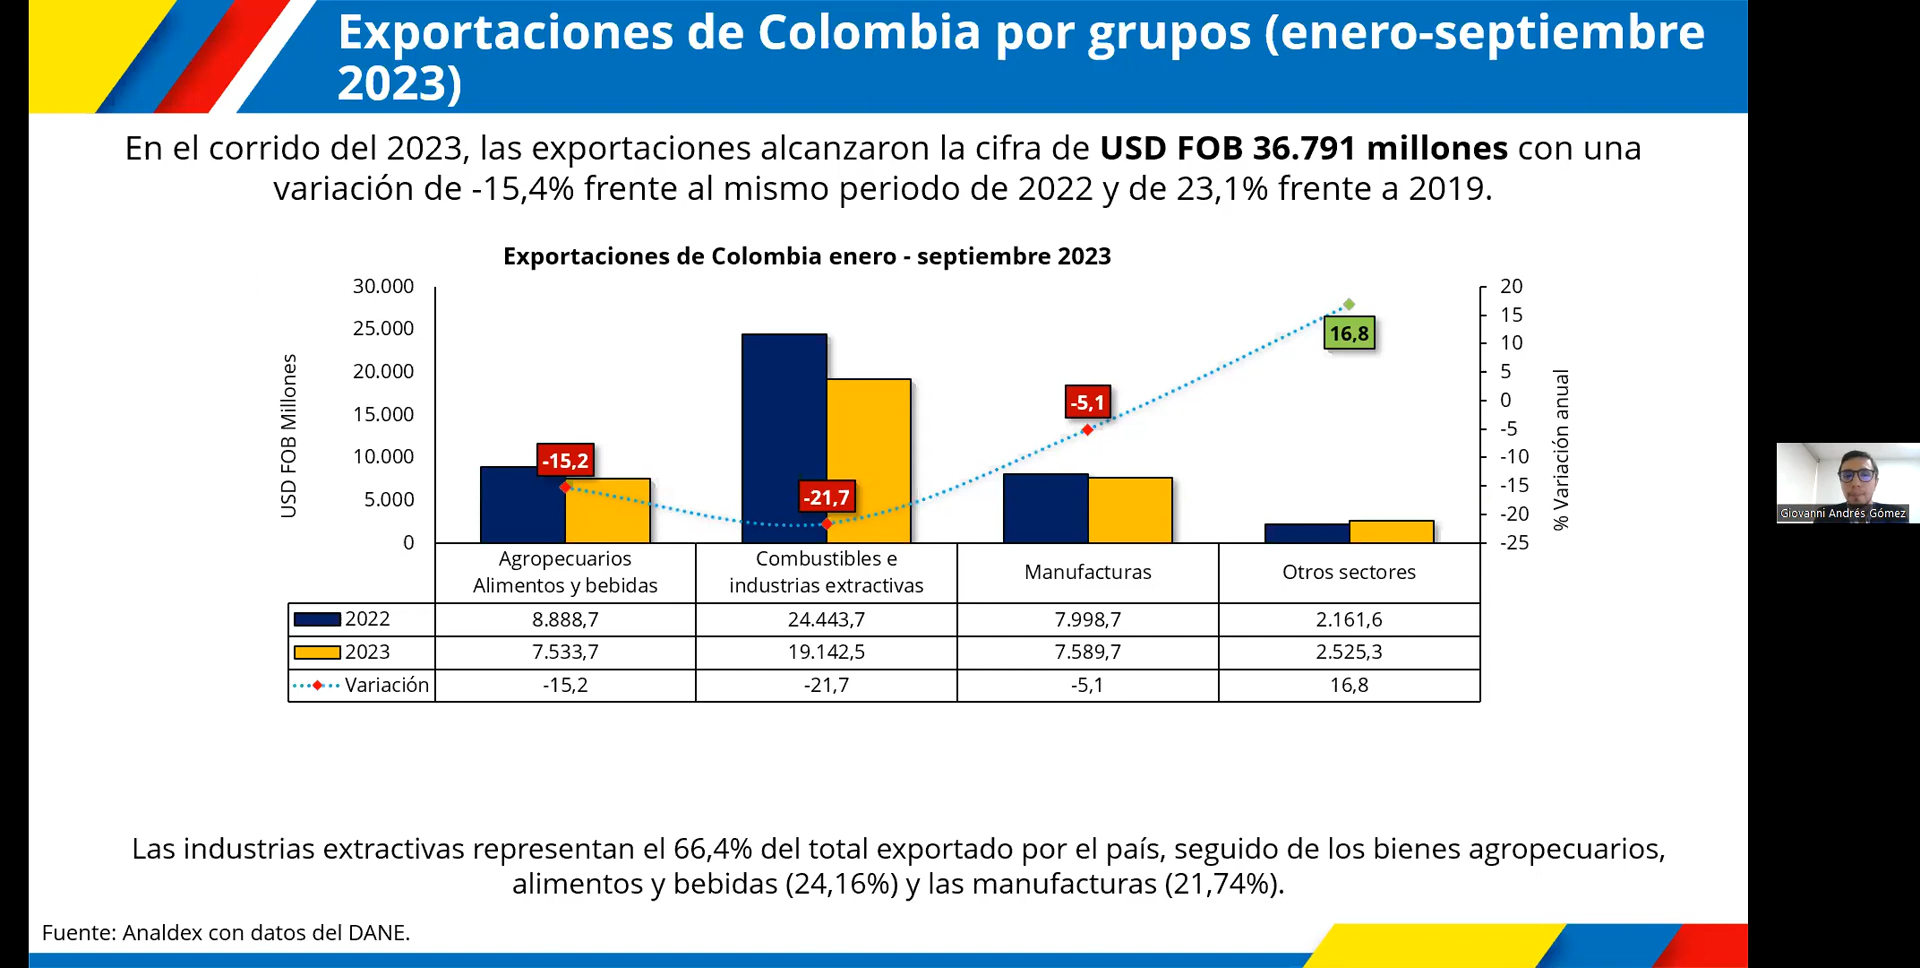 Exportaciones de Colombia por grupos (enero-septiembre
2023)
En el corrido del 2023, las exportaciones alcanzaron la cifra de USD FOB 36.791 millones con una
variación de -15,4% frente al mismo periodo de 2022 y de 23,1% frente a 2019.
Exportaciones de Colombia enero - septiembre 2023
USD FOB Millones
30.000
25.000
20.000
15.000
10.000
5.000
0
-15,2
-21,7
-5,1
16,8
20
15
10
5
0
-5
-10
-15
-20
-25
% Variación anual
Agropecuarios
Alimentos y bebidas
Combustibles e
industrias extractivas
Manufacturas
Otros sectores
2022 8.888,7 24.443,7 7.998,7 2.161,6
2023 7.533,7 19.142,5 7.589,7 2.525,3
Variación -15,2 -21,7 -5,1 16,8
Las industrias extractivas representan el 66,4% del total exportado por el país, seguido de los bienes agropecuarios,
alimentos y bebidas (24,16%) y las manufacturas (21,74%).
Fuente: Analdex con datos del DANE.
Giovanni Andrés Gómez